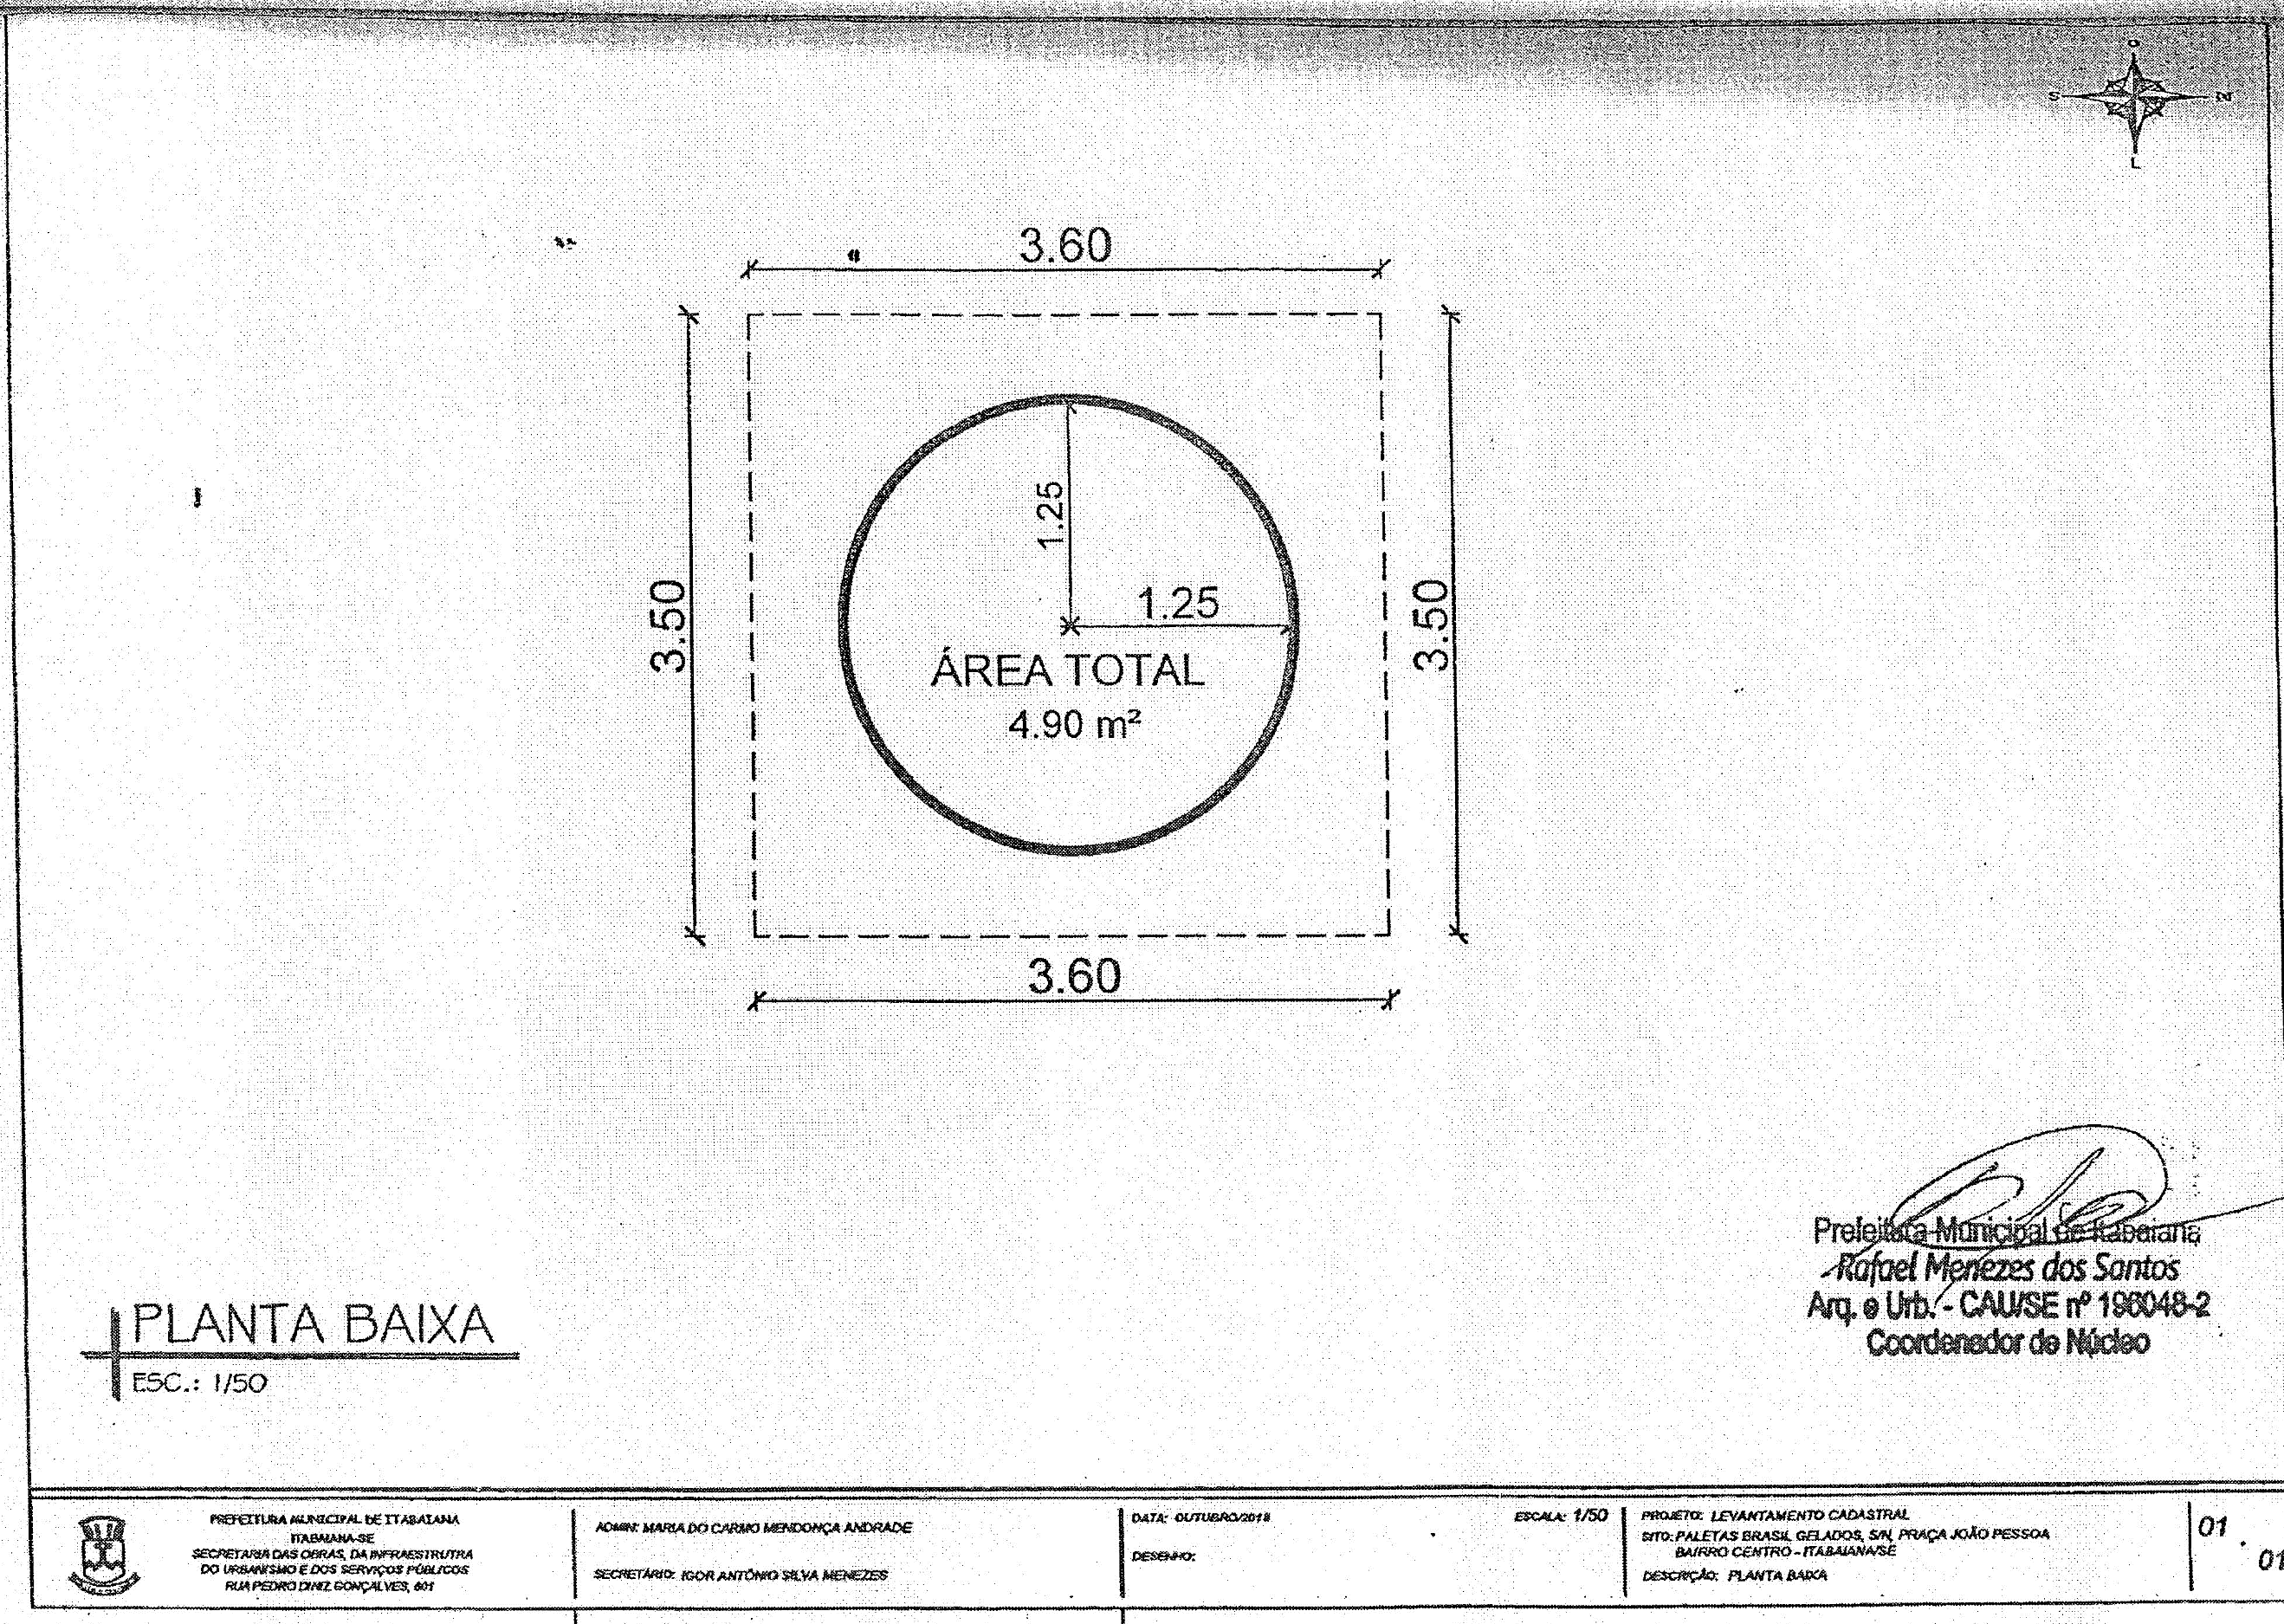 O
S N
L
3.60
3.50
3.50
1.25
1.25
ÁREA TOTAL
4.90 m²
3.60
Prefeitura Municipal de Itabaiana
Rafael Menezes dos Santos
Arq. e Urb. - CAU/SE nº 196048-2
Coordenador de Núcleo
PLANTA BAIXA
ESC.: 1/50
PREFEITURA MUNICIPAL DE ITABAIANA
ITABAIANA-SE
SECRETARIA DAS OBRAS, DA INFRAESTRUTRA
DO URBANISMO E DOS SERVIÇOS PÚBLICOS
RUA PEDRO DINIZ GONÇALVES, 601
ADMIN: MARIA DO CARMO MENDONÇA ANDRADE
SECRETÁRIO: IGOR ANTÔNIO SILVA MENEZES
DATA: OUTUBRO/2018
DESENHO:
ESCALA: 1/50
PROJETO: LEVANTAMENTO CADASTRAL
SITO: PALETAS BRASIL GELADOS, S/N, PRAÇA JOÃO PESSOA
BAIRRO CENTRO - ITABAIANA/SE
DESCRIÇÃO: PLANTA BAIXA
01
01